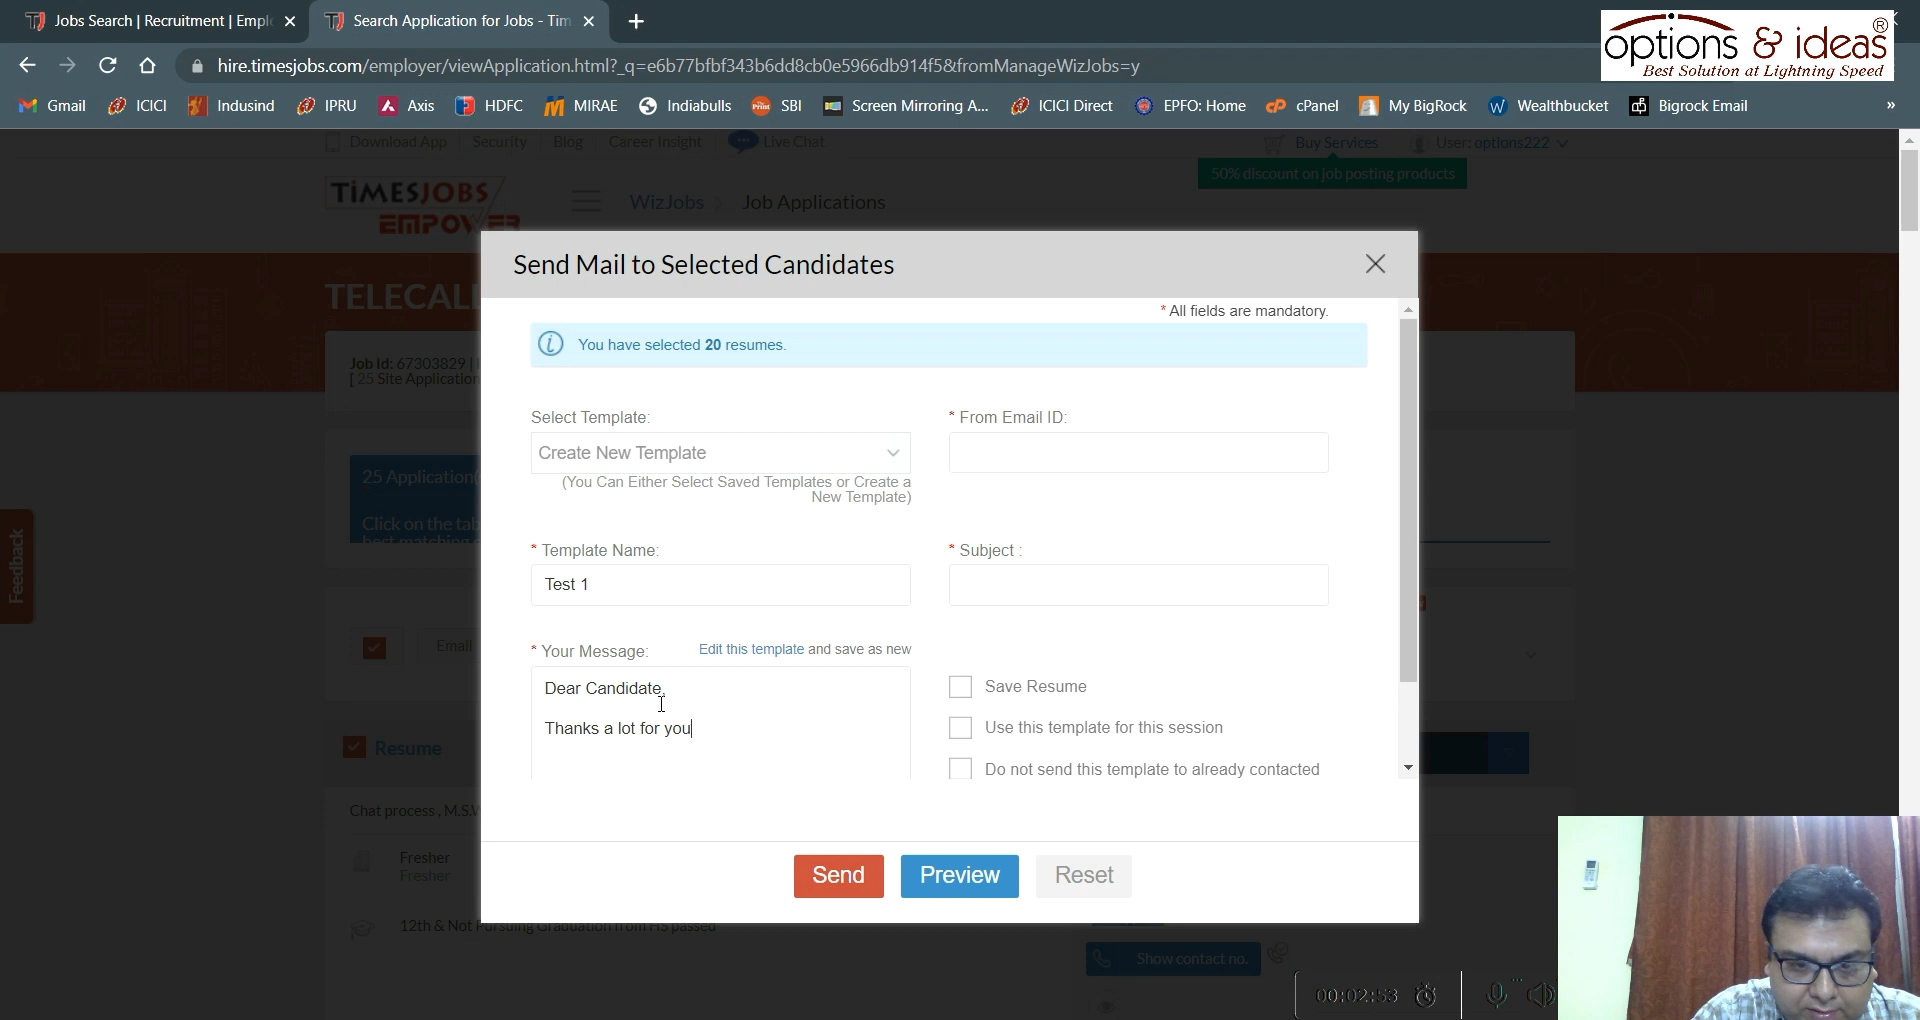 Jobs Search | Recruitment | Empl
Search Application for Jobs - Tim
options & ideas®
Best Solution at Lightning Speed
hire.timesjobs.com/employer/viewApplication.html?_q=e6b77bfbf343b6dd8cb0e5966db914f5&fromManageWizJobs=y
Gmail ICICI Indusind IPRU Axis HDFC MIRAE Indiabulls SBI Screen Mirroring A... ICICI Direct EPFO: Home cPanel My BigRock Wealthbucket Bigrock Email »
Download App Security Blog Career Insight Live Chat Buy Services User: options222
50% discount on job posting products
TIMESJOBS
EMPOWER
WizJobs Job Applications
Send Mail to Selected Candidates
TELECALL
* All fields are mandatory.
You have selected 20 resumes.
Job Id: 67303829 |
[ 25 Site Application
Select Template:
* From Email ID:
Create New Template
(You Can Either Select Saved Templates or Create a
New Template)
25 Application
Click on the tab
best matching
Feedback
* Template Name:
* Subject :
Test 1
Email
* Your Message: Edit this template and save as new
Dear Candidate,
Thanks a lot for you
Save Resume
Use this template for this session
Do not send this template to already contacted
Resume
Chat process , M.S.W
Fresher
Fresher
12th & Not Pursuing Graduation from HS passed
Send Preview Reset
Show contact no.
00:02:53